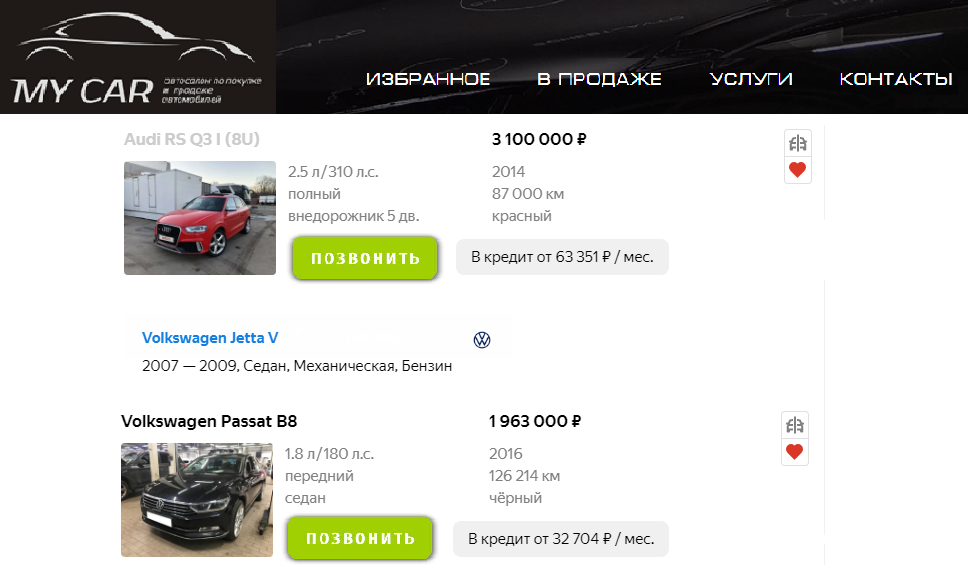 MY CAR
автосалон по покупке
и продаже
автомобилей
ИЗБРАННОЕ В ПРОДАЖЕ УСЛУГИ КОНТАКТЫ
Audi RS Q3 I (8U) 3 100 000 ₽
2.5 л/310 л.с. 2014
полный 87 000 км
внедорожник 5 дв. красный
ПОЗВОНИТЬ В кредит от 63 351 ₽ / мес.
Volkswagen Jetta V
2007 — 2009, Седан, Механическая, Бензин
Volkswagen Passat B8 1 963 000 ₽
1.8 л/180 л.с. 2016
передний 126 214 км
седан чёрный
ПОЗВОНИТЬ В кредит от 32 704 ₽ / мес.